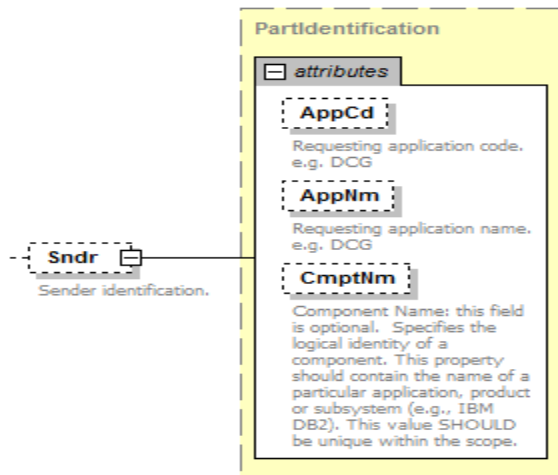 PartIdentification
attributes
AppCd
Requesting application code.
e.g. DCG
AppNm
Requesting application name.
e.g. DCG
Sndr
Sender identification.
CmptNm
Component Name: this field
is optional.  Specifies the
logical identity of a
component. This property
should contain the name of a
particular application, product
or subsystem (e.g., IBM
DB2). This value SHOULD
be unique within the scope.